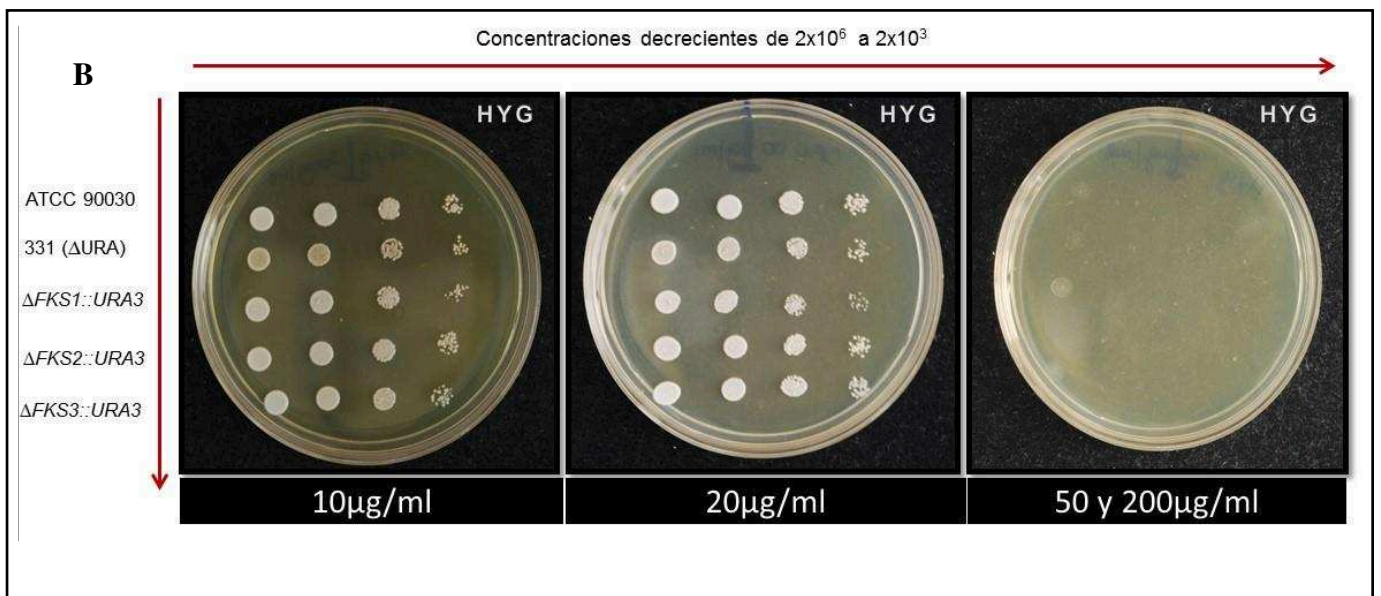 Concentraciones decrecientes de 2x10⁶ a 2x10³
B
HYG
HYG
HYG
ATCC 90030
331 (ΔURA)
ΔFKS1::URA3
ΔFKS2::URA3
ΔFKS3::URA3
10µg/ml
20µg/ml
50 y 200µg/ml